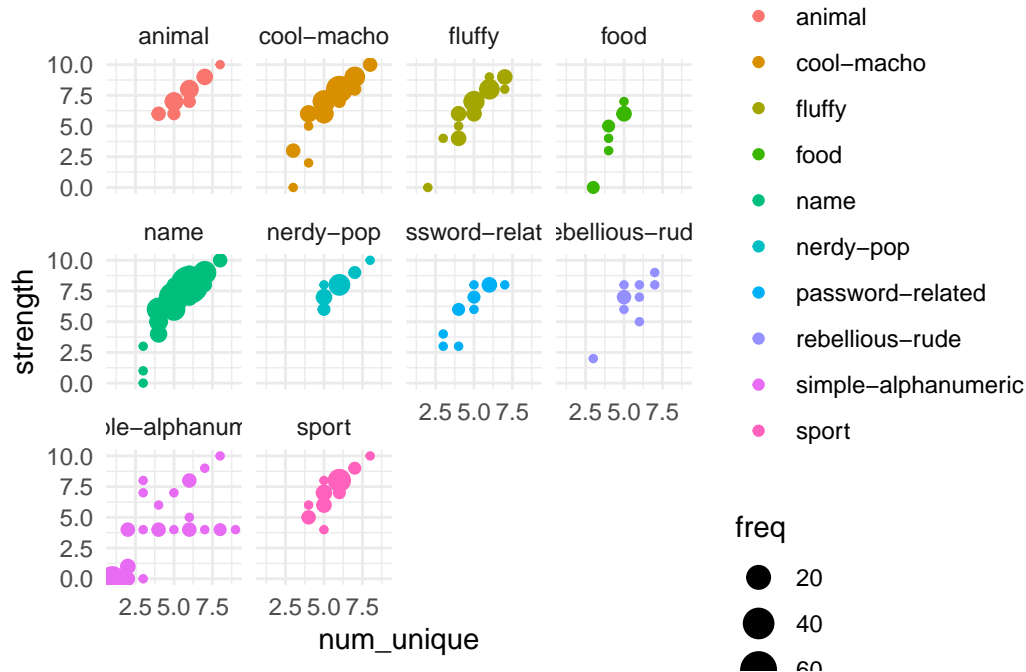 animal cool−macho fluffy food
10.0
7.5
5.0
2.5
0.0
name nerdy−pop ssword−relat ebellious−rud
10.0
7.5
5.0
2.5
0.0
2.5 5.0 7.5 2.5 5.0 7.5
ple−alphanum sport
10.0
7.5
5.0
2.5
0.0
2.5 5.0 7.5 2.5 5.0 7.5
num_unique
strength
animal
cool−macho
fluffy
food
name
nerdy−pop
password−related
rebellious−rude
simple−alphanumeric
sport
freq
20
40
60